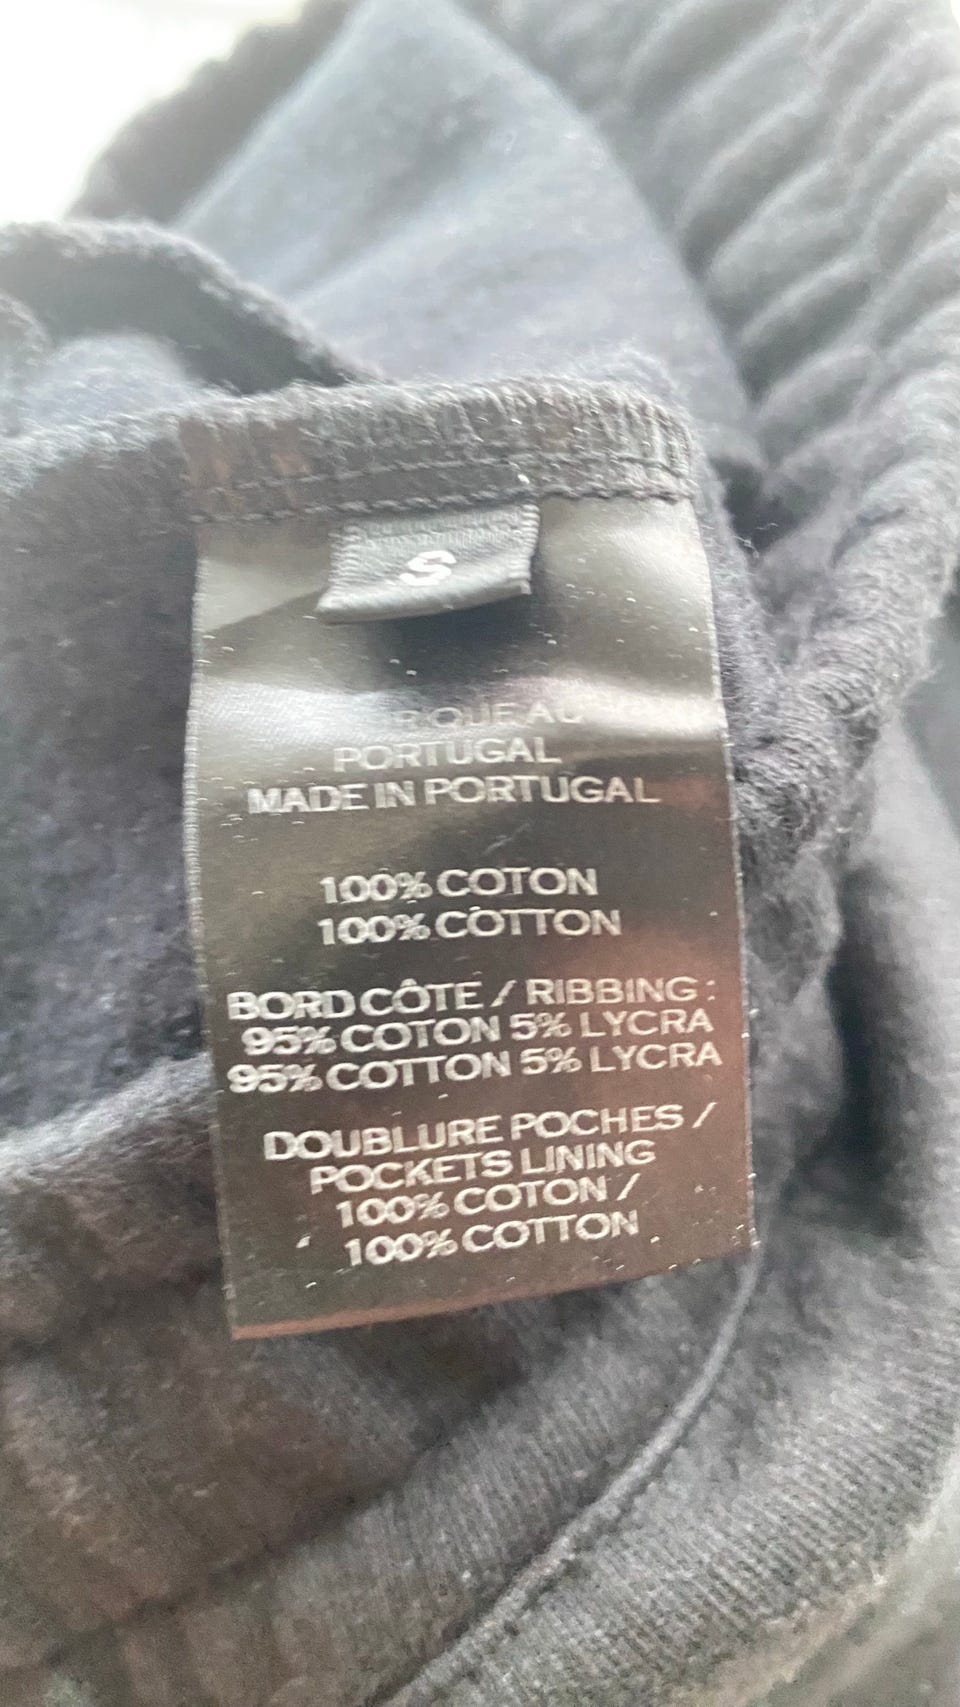 S
PORTUGAL
MADE IN PORTUGAL
100% COTON
100% COTTON
BORD CÔTE / RIBBING :
95% COTON 5% LYCRA
95% COTTON 5% LYCRA
DOUBLURE POCHES /
POCKETS LINING
100% COTON /
100% COTTON